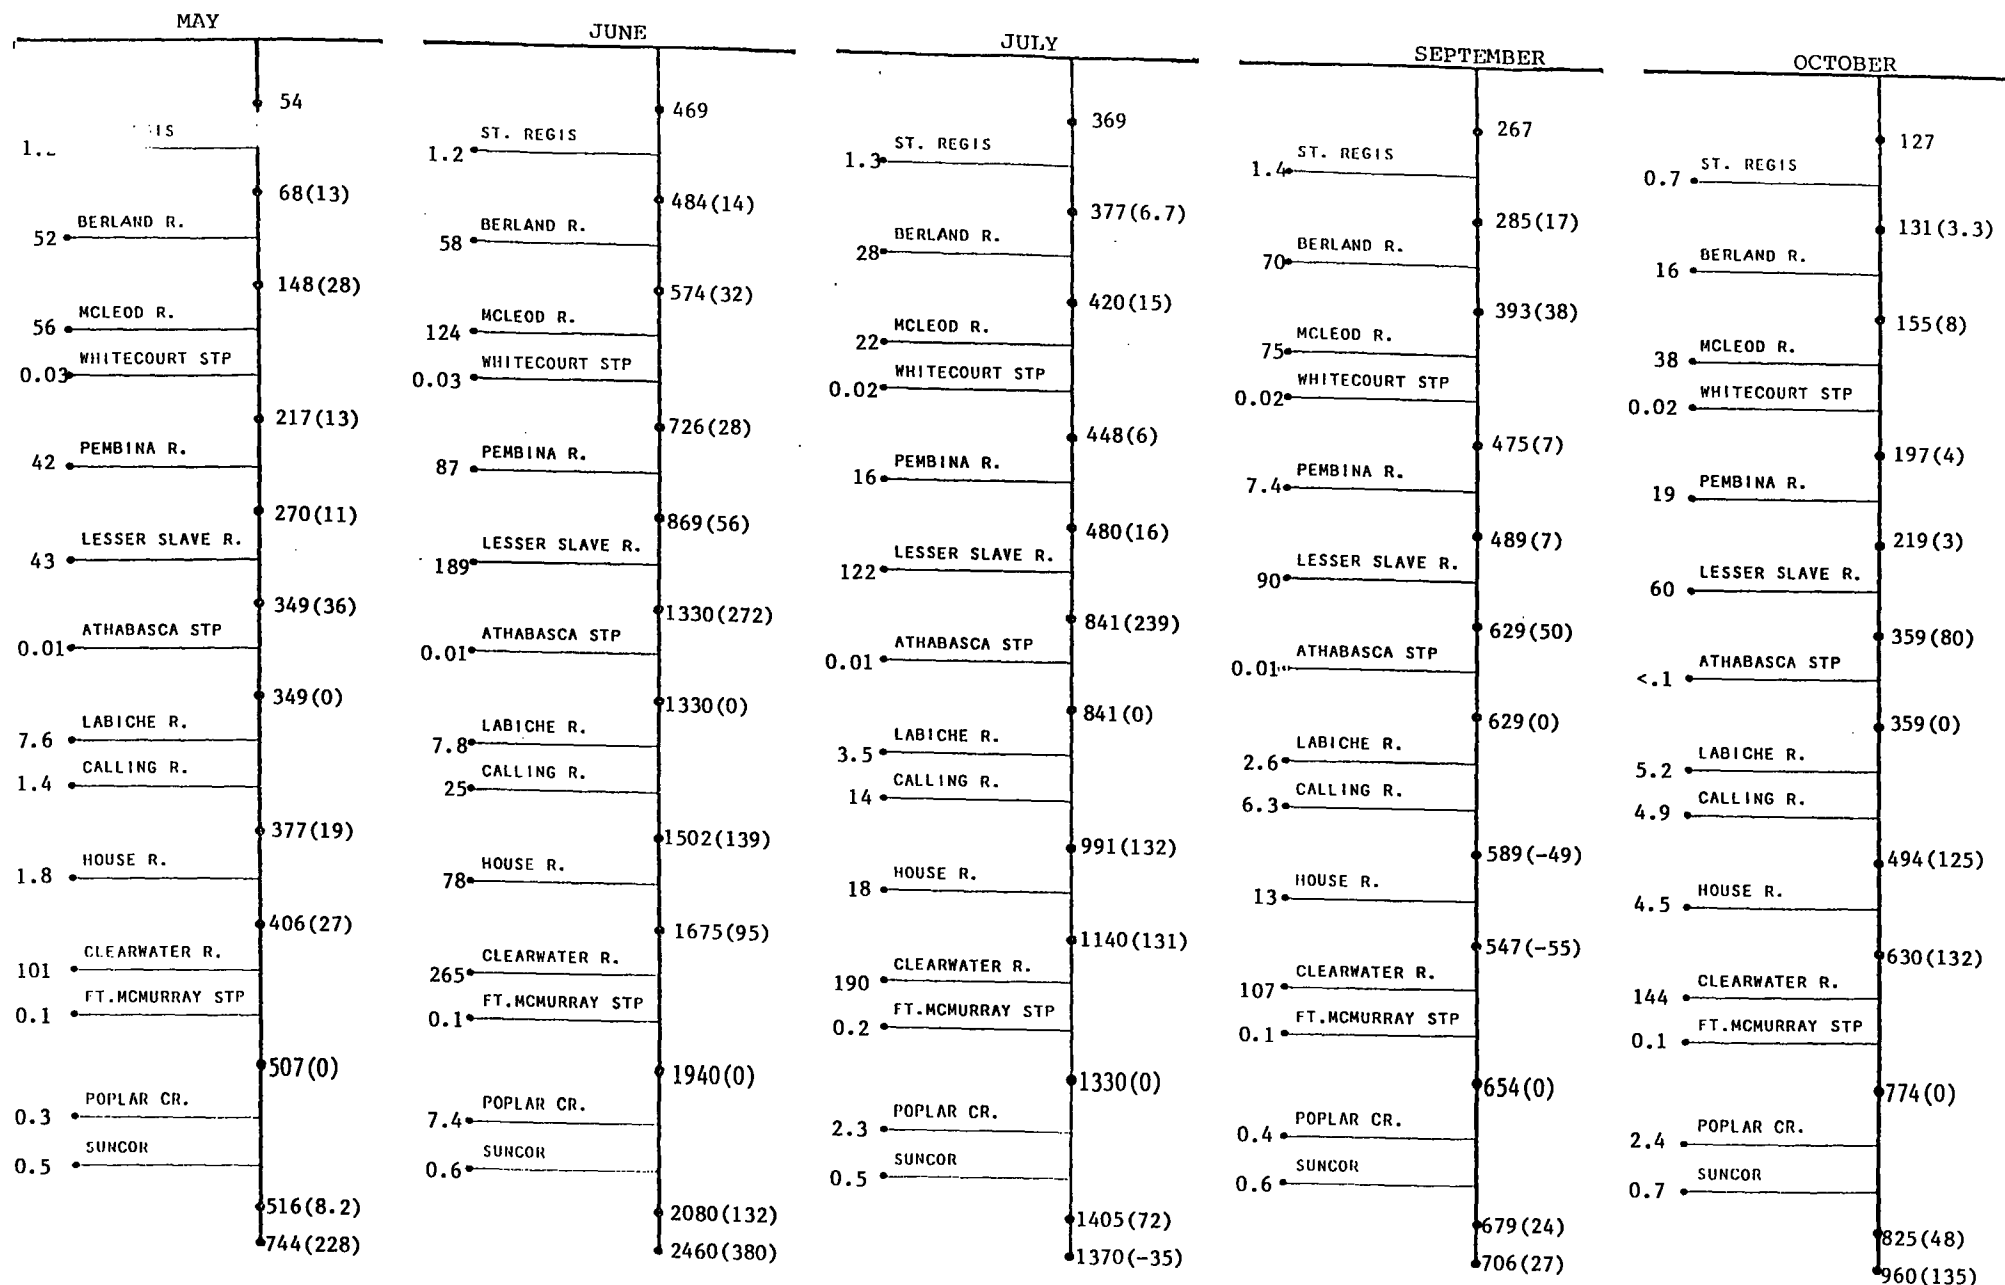 MAY
54
IS
1.
68(13)
BERLAND R.
52
148(28)
MCLEOD R.
56
WHITECOURT STP
0.03
217(13)
PEMBINA R.
42
270(11)
LESSER SLAVE R.
43
349(36)
ATHABASCA STP
0.01
349(0)
LABICHE R.
7.6
CALLING R.
1.4
377(19)
HOUSE R.
1.8
406(27)
CLEARWATER R.
101
FT.MCMURRAY STP
0.1
507(0)
POPLAR CR.
0.3
SUNCOR
0.5
516(8.2)
744(228)
JUNE
469
ST. REGIS
1.2
484(14)
BERLAND R.
58
574(32)
MCLEOD R.
124
WHITECOURT STP
0.03
726(28)
PEMBINA R.
87
869(56)
LESSER SLAVE R.
189
1330(272)
ATHABASCA STP
0.01
1330(0)
LABICHE R.
7.8
CALLING R.
25
1502(139)
HOUSE R.
78
1675(95)
CLEARWATER R.
265
FT.MCMURRAY STP
0.1
1940(0)
POPLAR CR.
7.4
SUNCOR
0.6
2080(132)
2460(380)
JULY
369
ST. REGIS
1.3
377(6.7)
BERLAND R.
28
420(15)
MCLEOD R.
22
WHITECOURT STP
0.02
448(6)
PEMBINA R.
16
480(16)
LESSER SLAVE R.
122
841(239)
ATHABASCA STP
0.01
841(0)
LABICHE R.
3.5
CALLING R.
14
991(132)
HOUSE R.
18
1140(131)
CLEARWATER R.
190
FT.MCMURRAY STP
0.2
1330(0)
POPLAR CR.
2.3
SUNCOR
0.5
1405(72)
1370(-35)
SEPTEMBER
267
ST. REGIS
1.4
285(17)
BERLAND R.
70
393(38)
MCLEOD R.
75
WHITECOURT STP
0.02
475(7)
PEMBINA R.
7.4
489(7)
LESSER SLAVE R.
90
629(50)
ATHABASCA STP
0.01
629(0)
LABICHE R.
2.6
CALLING R.
6.3
589(-49)
HOUSE R.
13
547(-55)
CLEARWATER R.
107
FT.MCMURRAY STP
0.1
654(0)
POPLAR CR.
0.4
SUNCOR
0.6
679(24)
706(27)
OCTOBER
127
ST. REGIS
0.7
131(3.3)
BERLAND R.
16
155(8)
MCLEOD R.
38
WHITECOURT STP
0.02
197(4)
PEMBINA R.
19
219(3)
LESSER SLAVE R.
60
359(80)
ATHABASCA STP
<.1
359(0)
LABICHE R.
5.2
CALLING R.
4.9
494(125)
HOUSE R.
4.5
630(132)
CLEARWATER R.
144
FT.MCMURRAY STP
0.1
774(0)
POPLAR CR.
2.4
SUNCOR
0.7
825(48)
960(135)